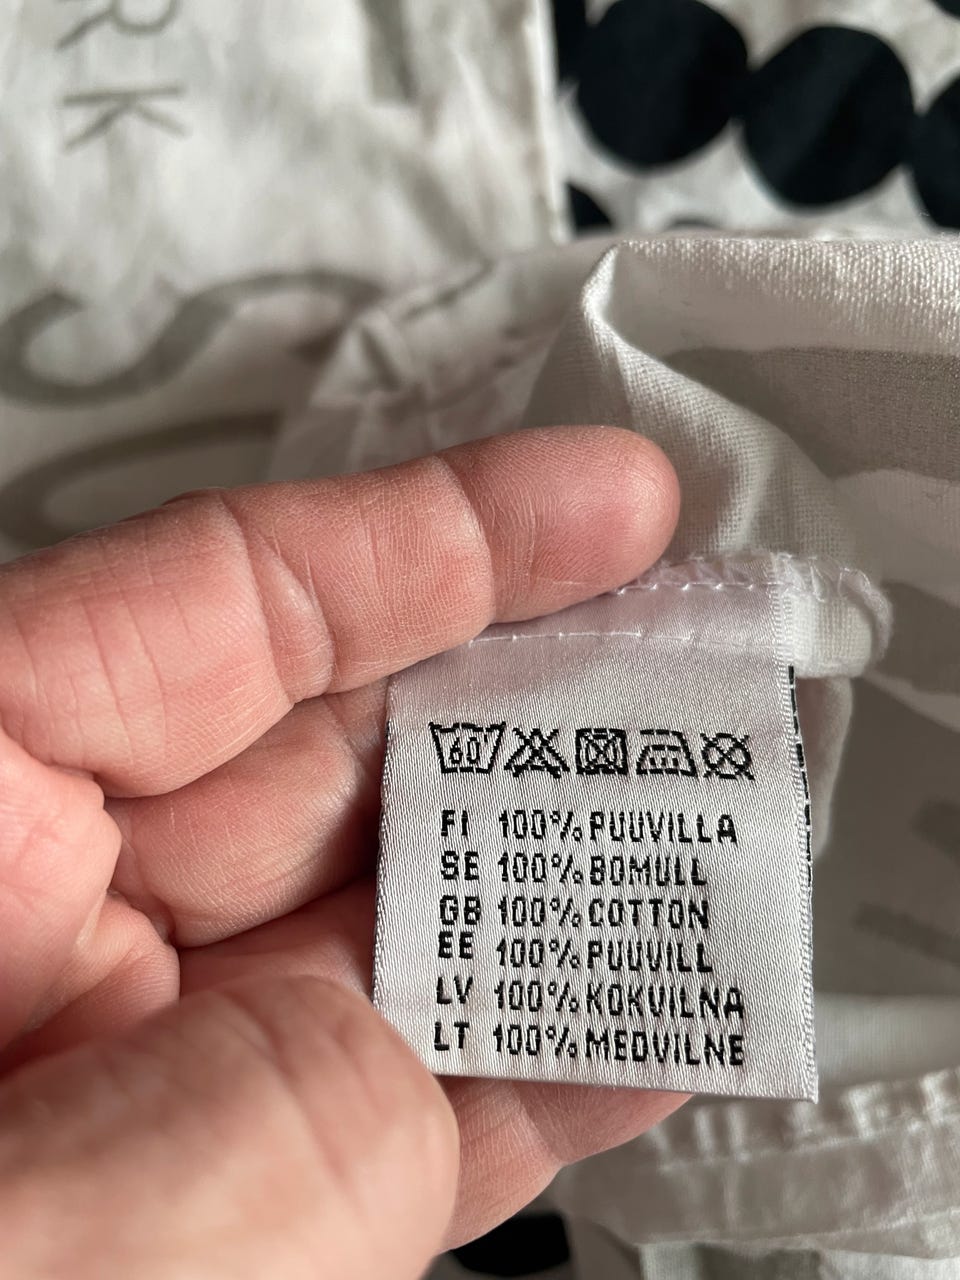 RK
60
FI 100% PUUVILLA
SE 100% BOMULL
GB 100% COTTON
EE 100% PUUVILL
LV 100% KOKVILNA
LT 100% MEDVILNE